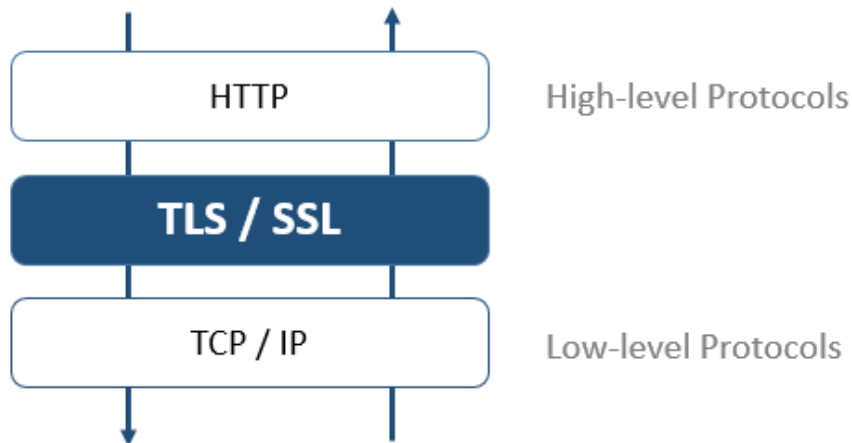 HTTP
High-level Protocols
TLS / SSL
TCP / IP
Low-level Protocols